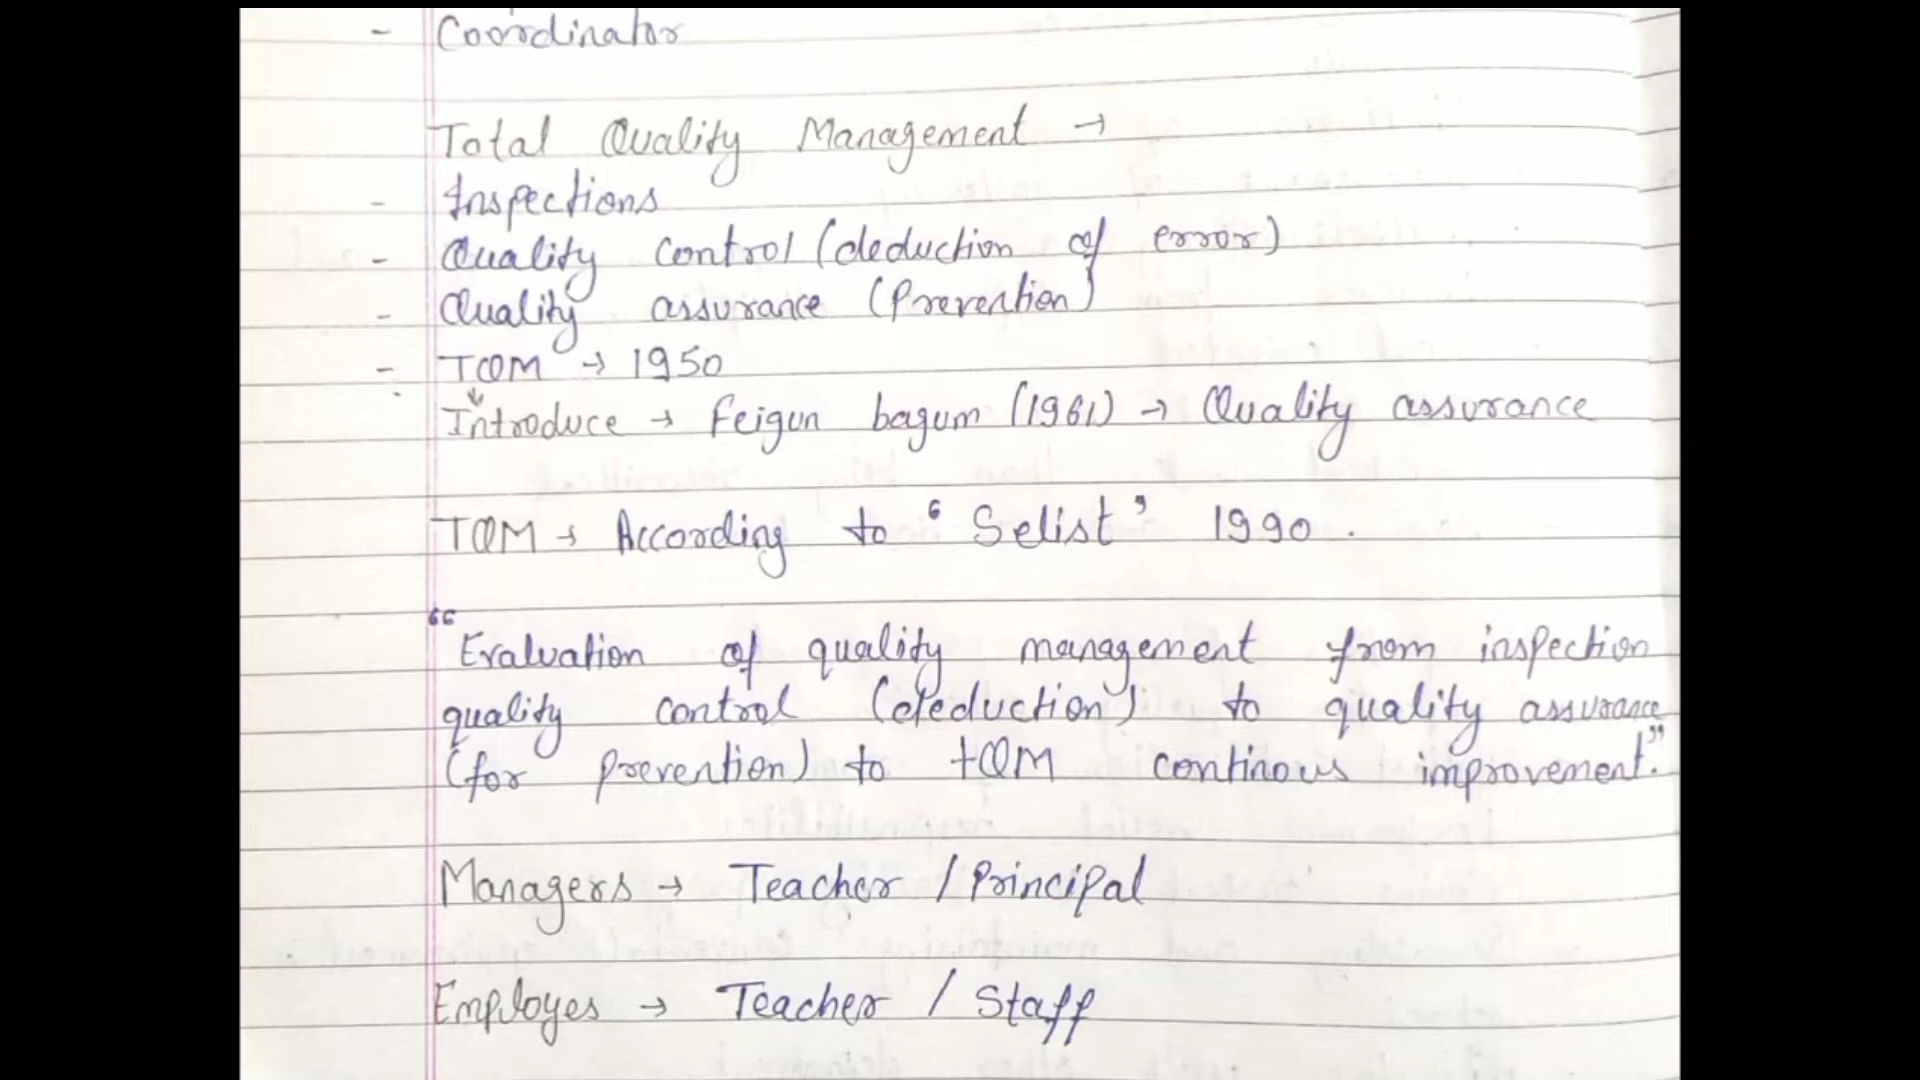 - Coordinator
Total Quality Management →
- Inspections
- Quality control (deduction of error)
- Quality assurance (Prevention)
- TQM → 1950
Introduce → Feigun bagum (1961) → Quality assurance
TQM → According to ‘Selist’ 1990.
“Evaluation of quality management from inspection
quality control (deduction) to quality assurance
(for prevention) to tQM continous improvement.”
Managers → Teacher / Principal
Employes → Teacher / Staff